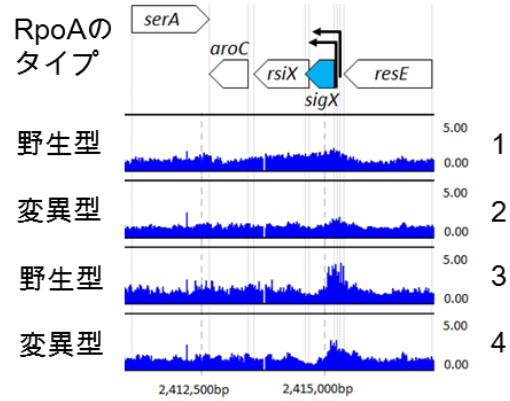 RpoAの
タイプ
serA
aroC
rsiX
sigX
resE
野生型
5.00
0.00
1
変異型
5.00
0.00
2
野生型
5.00
0.00
3
変異型
5.00
0.00
4
2,412,500bp
2,415,000bp